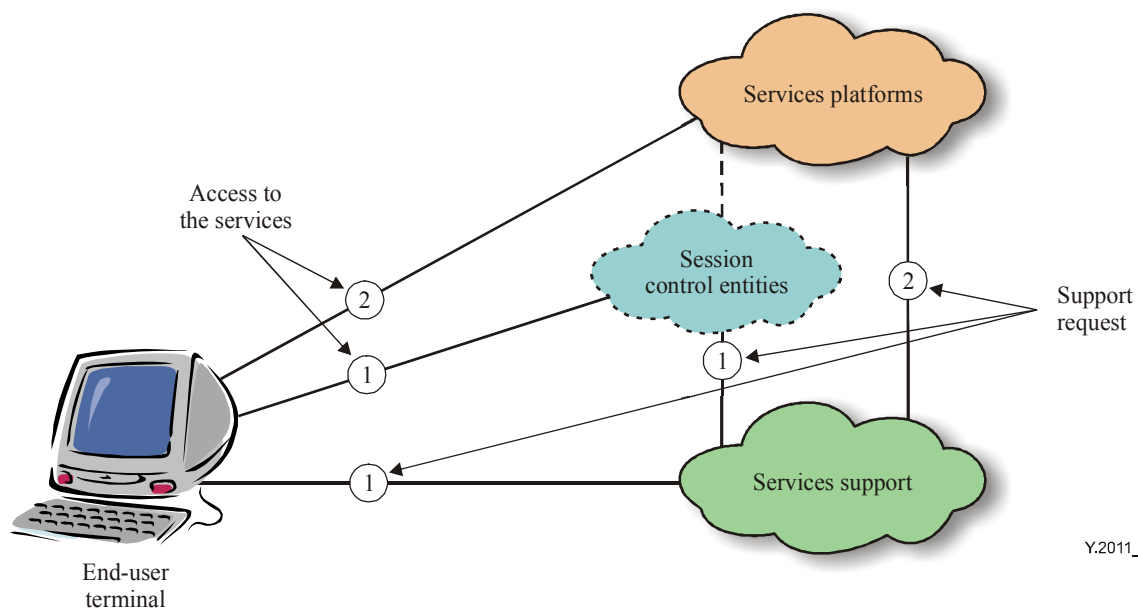 Services platforms
Access to
the services
Session
control entities
2
2
Support
request
1
1
1
Services support
End-user
terminal
Y.2011_